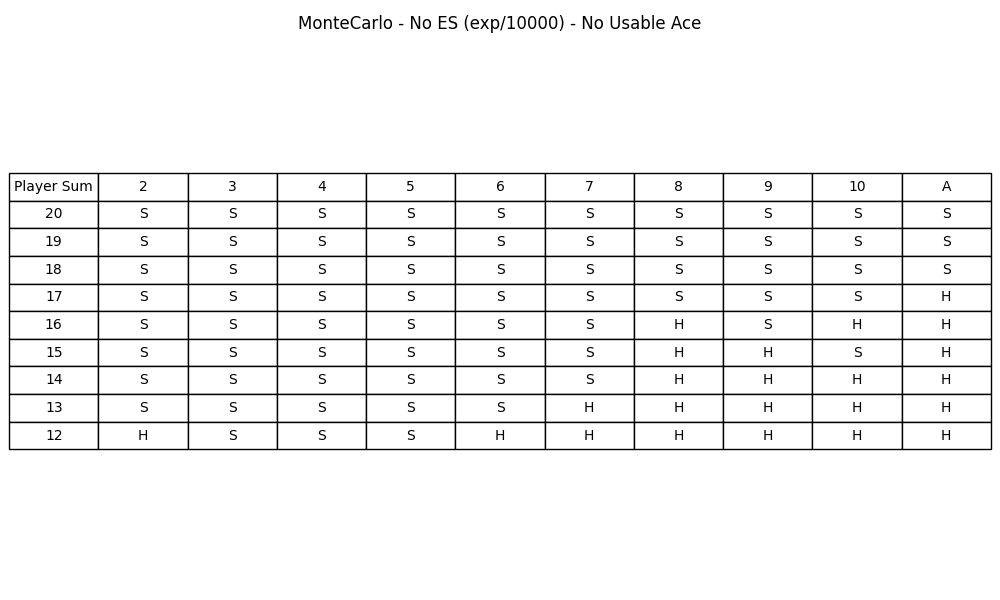 MonteCarlo - No ES (exp/10000) - No Usable Ace
Player Sum 2 3 4 5 6 7 8 9 10 A
20 S S S S S S S S S S
19 S S S S S S S S S S
18 S S S S S S S S S S
17 S S S S S S S S S H
16 S S S S S S H S H H
15 S S S S S S H H S H
14 S S S S S S H H H H
13 S S S S S H H H H H
12 H S S S H H H H H H